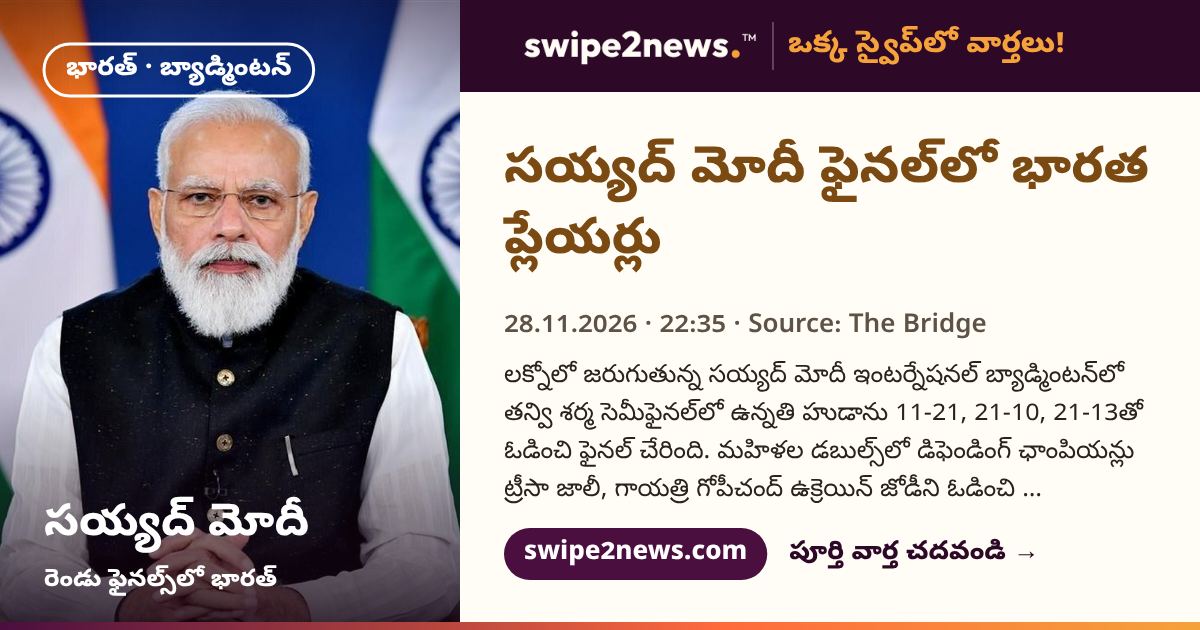 భారత్ · బ్యాడ్మింటన్
swipe2news.™
ఒక్క స్వైప్‌లో వార్తలు!
సయ్యద్ మోదీ ఫైనల్‌లో భారత
ప్లేయర్లు
28.11.2026 · 22:35 · Source: The Bridge
లక్నోలో జరుగుతున్న సయ్యద్ మోదీ ఇంటర్నేషనల్ బ్యాడ్మింటన్‌లో
తన్వి శర్మ సెమీఫైనల్‌లో ఉన్నతి హుడాను 11-21, 21-10, 21-13తో
ఓడించి ఫైనల్ చేరింది. మహిళల డబుల్స్‌లో డిఫెండింగ్ ఛాంపియన్లు
ట్రీసా జాలీ, గాయత్రి గోపీచంద్ ఉక్రెయిన్ జోడీని ఓడించి ...
సయ్యద్ మోదీ
రెండు ఫైనల్స్‌లో భారత్
swipe2news.com
పూర్తి వార్త చదవండి →